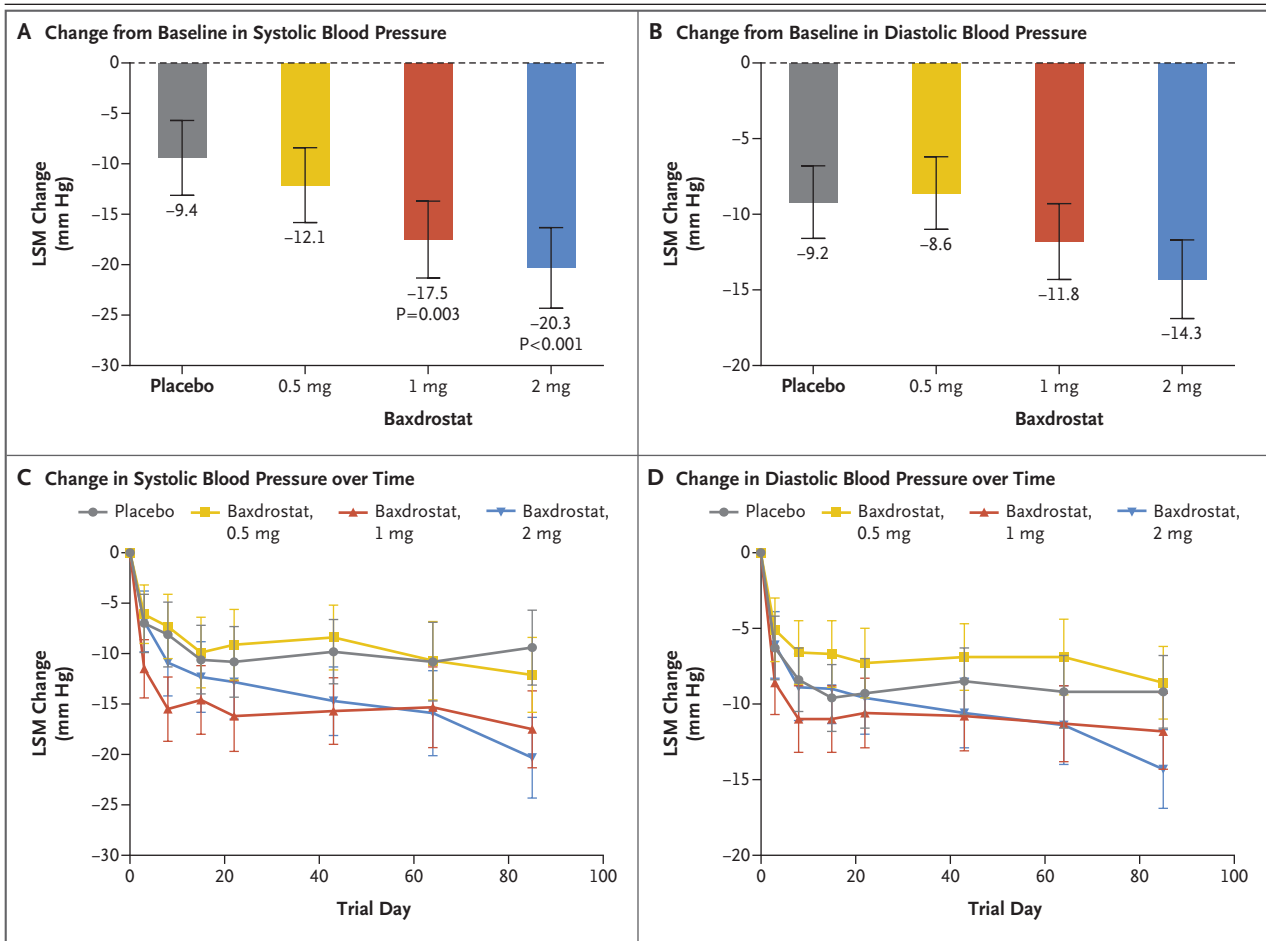 A Change from Baseline in Systolic Blood Pressure
LSM Change
(mm Hg)
0
–5
–10
–15
–20
–25
–30
–9.4
–12.1
–17.5
P=0.003
–20.3
P<0.001
Placebo 0.5 mg 1 mg 2 mg
Baxdrostat
B Change from Baseline in Diastolic Blood Pressure
LSM Change
(mm Hg)
0
–5
–10
–15
–20
–9.2
–8.6
–11.8
–14.3
Placebo 0.5 mg 1 mg 2 mg
Baxdrostat
C Change in Systolic Blood Pressure over Time
Placebo Baxdrostat, Baxdrostat, Baxdrostat,
0.5 mg 1 mg 2 mg
LSM Change
(mm Hg)
0
–5
–10
–15
–20
–25
–30
0 20 40 60 80 100
Trial Day
D Change in Diastolic Blood Pressure over Time
Placebo Baxdrostat, Baxdrostat, Baxdrostat,
0.5 mg 1 mg 2 mg
LSM Change
(mm Hg)
0
–5
–10
–15
–20
0 20 40 60 80 100
Trial Day